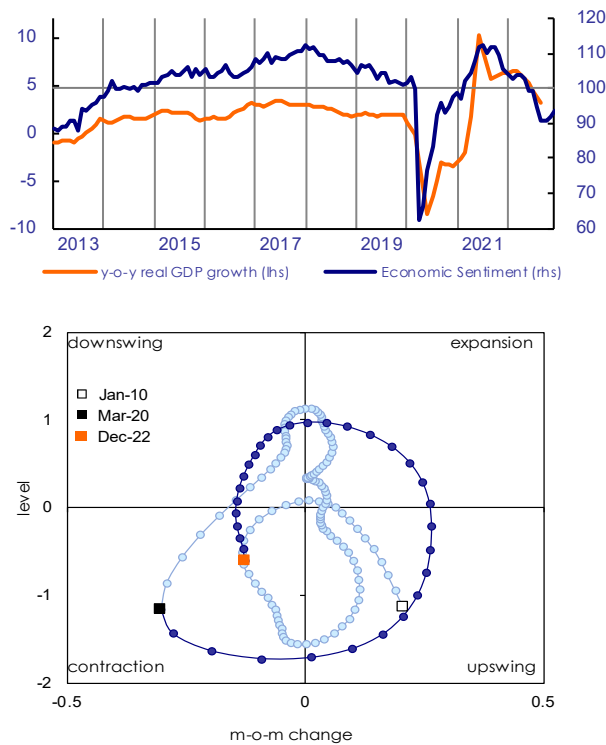 10
5
0
-5
-10
120
110
100
90
80
70
60
2013 2015 2017 2019 2021
y-o-y real GDP growth (lhs) Economic Sentiment (rhs)
2
1
0
-1
-2
level
downswing expansion
Jan-10
Mar-20
Dec-22
contraction upswing
-0.5 0 0.5
m-o-m change